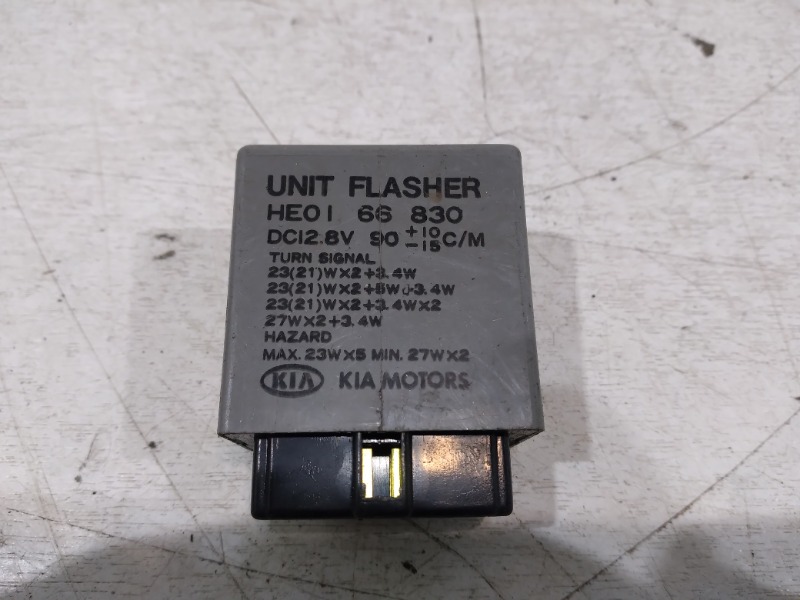 UNIT FLASHER
HE01 66 830
DC12.8V 90 +10 -15 C/M
TURN SIGNAL
23(21)W×2+3.4W
23(21)W×2+5W+3.4W
23(21)W×2+3.4W×2
27W×2+3.4W
HAZARD
MAX. 23W×5 MIN. 27W×2
KIA KIA MOTORS